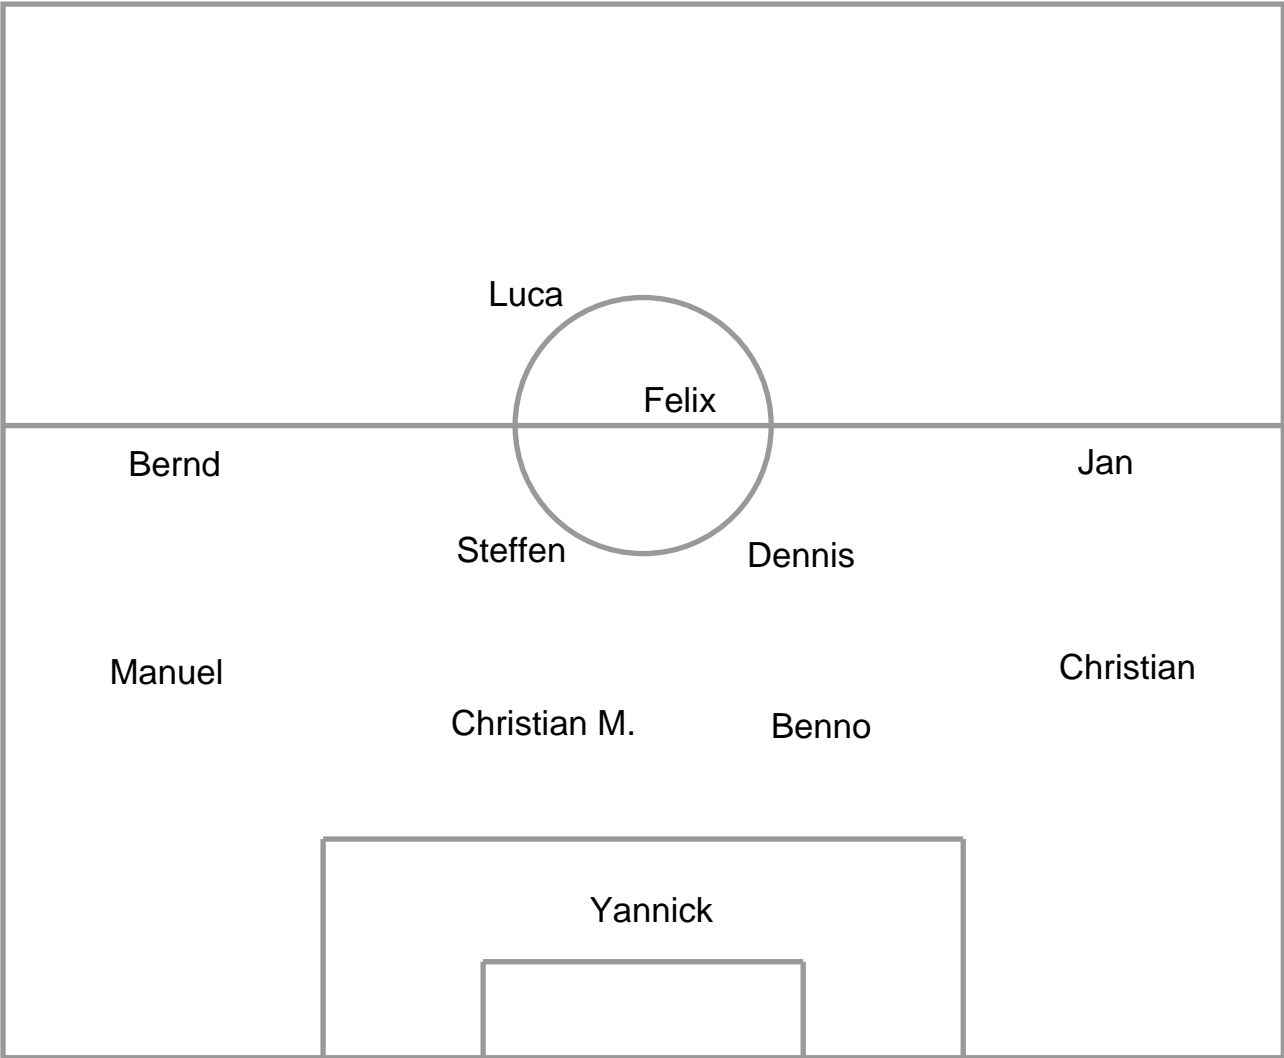 Luca
Felix
Bernd
Jan
Steffen
Dennis
Manuel
Christian
Christian M.
Benno
Yannick